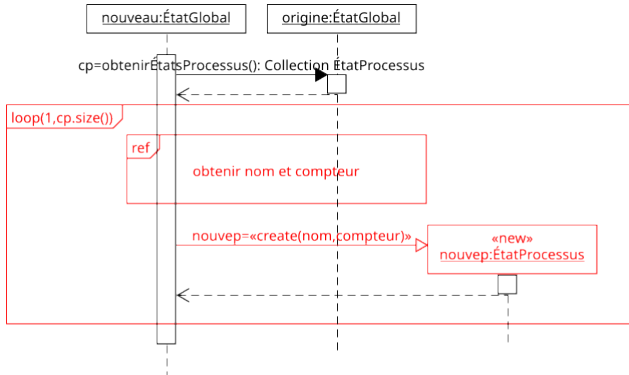 nouveau:ÉtatGlobal
origine:ÉtatGlobal
cp=obtenirÉtatsProcessus(): Collection ÉtatProcessus
loop(1,cp.size())
ref
obtenir nom et compteur
nouvep=«create(nom,compteur)»
«new»
nouvep:ÉtatProcessus